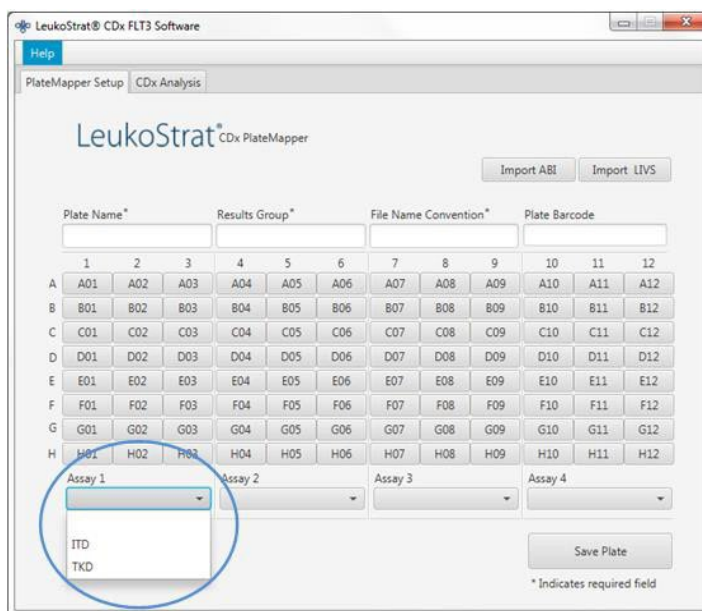 LeukoStrat® CDx FLT3 Software
Help
PlateMapper Setup CDx Analysis
LeukoStrat® CDx PlateMapper
Import ABI Import LIVS
Plate Name* Results Group* File Name Convention* Plate Barcode
1 2 3 4 5 6 7 8 9 10 11 12
A A01 A02 A03 A04 A05 A06 A07 A08 A09 A10 A11 A12
B B01 B02 B03 B04 B05 B06 B07 B08 B09 B10 B11 B12
C C01 C02 C03 C04 C05 C06 C07 C08 C09 C10 C11 C12
D D01 D02 D03 D04 D05 D06 D07 D08 D09 D10 D11 D12
E E01 E02 E03 E04 E05 E06 E07 E08 E09 E10 E11 E12
F F01 F02 F03 F04 F05 F06 F07 F08 F09 F10 F11 F12
G G01 G02 G03 G04 G05 G06 G07 G08 G09 G10 G11 G12
H H01 H02 H03 H04 H05 H06 H07 H08 H09 H10 H11 H12
Assay 1 Assay 2 Assay 3 Assay 4
ITD
TKD
Save Plate
* Indicates required field